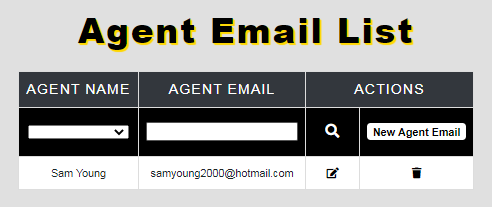 Agent Email List
AGENT NAME AGENT EMAIL ACTIONS
New Agent Email
Sam Young samyoung2000@hotmail.com